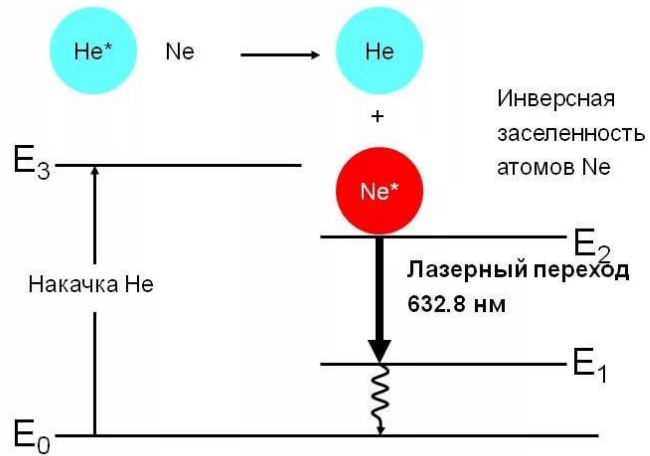 He* Ne He
+
Инверсная
заселенность
атомов Ne
E3
Ne*
E2
Лазерный переход
632.8 нм
Накачка He
E1
E0